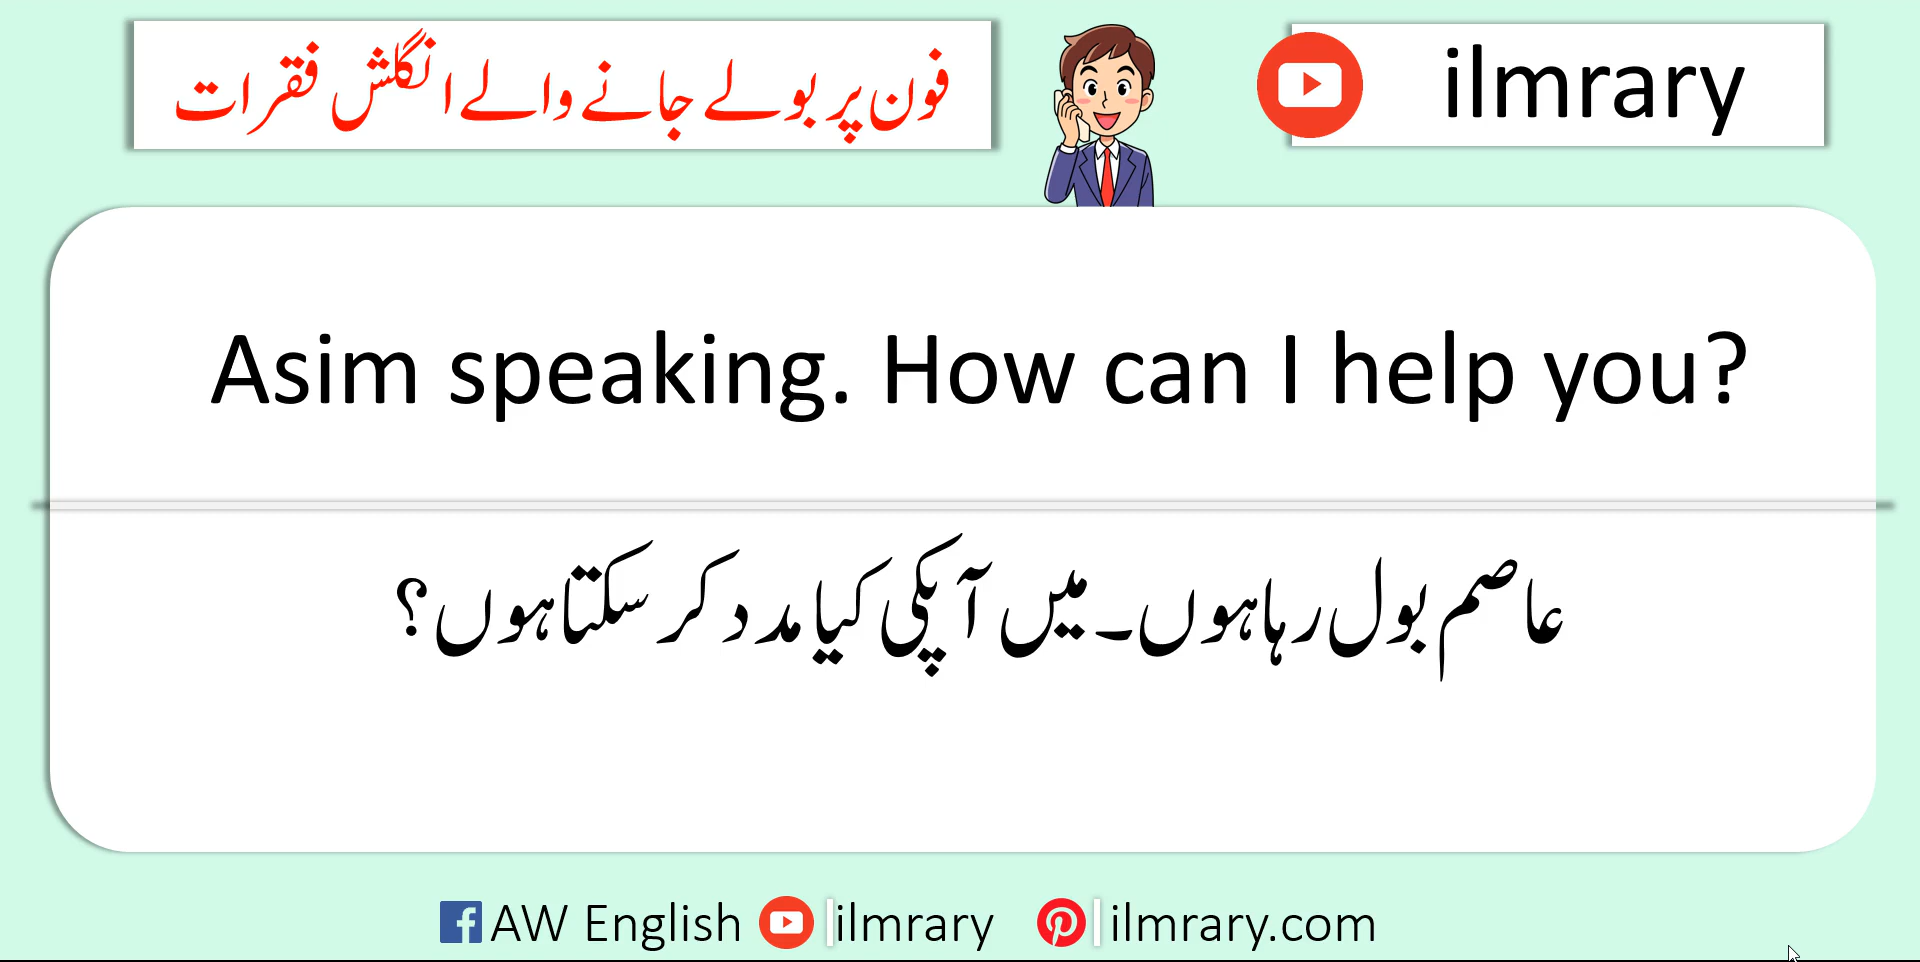 فون پر بولے جانے والے انگلش فقرات
ilmrary
Asim speaking. How can I help you?
عاصم بول رہا ہوں۔ میں آپکی کیا مدد کر سکتا ہوں؟
AW English ilmrary ilmrary.com